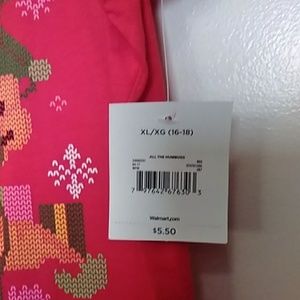 XL/XG (16-18)
ALL THE HUMBUGS
7 27642 67630 3
Walmart.com
$5.50